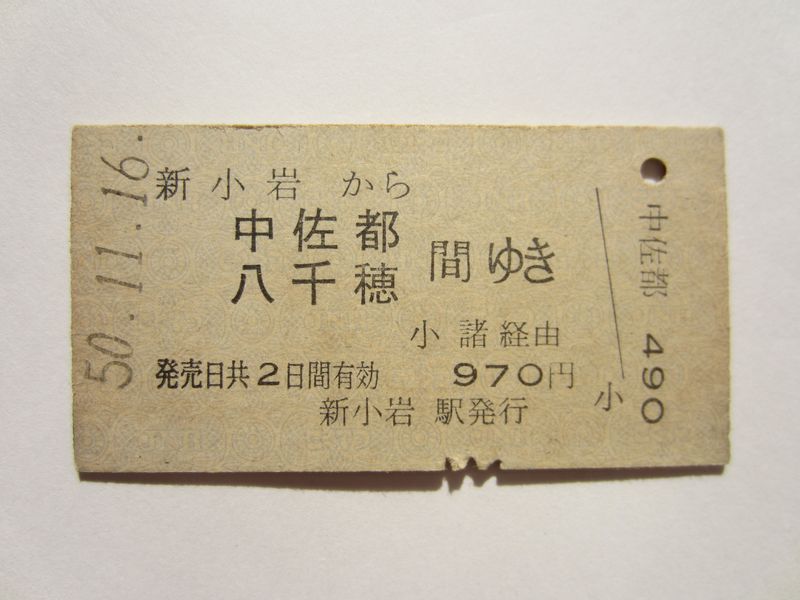 50.11.16.
新小岩 から
中佐都
八千穂
間ゆき
小諸経由
発売日共2日間有効 970円
新小岩 駅発行
小
中佐都 490